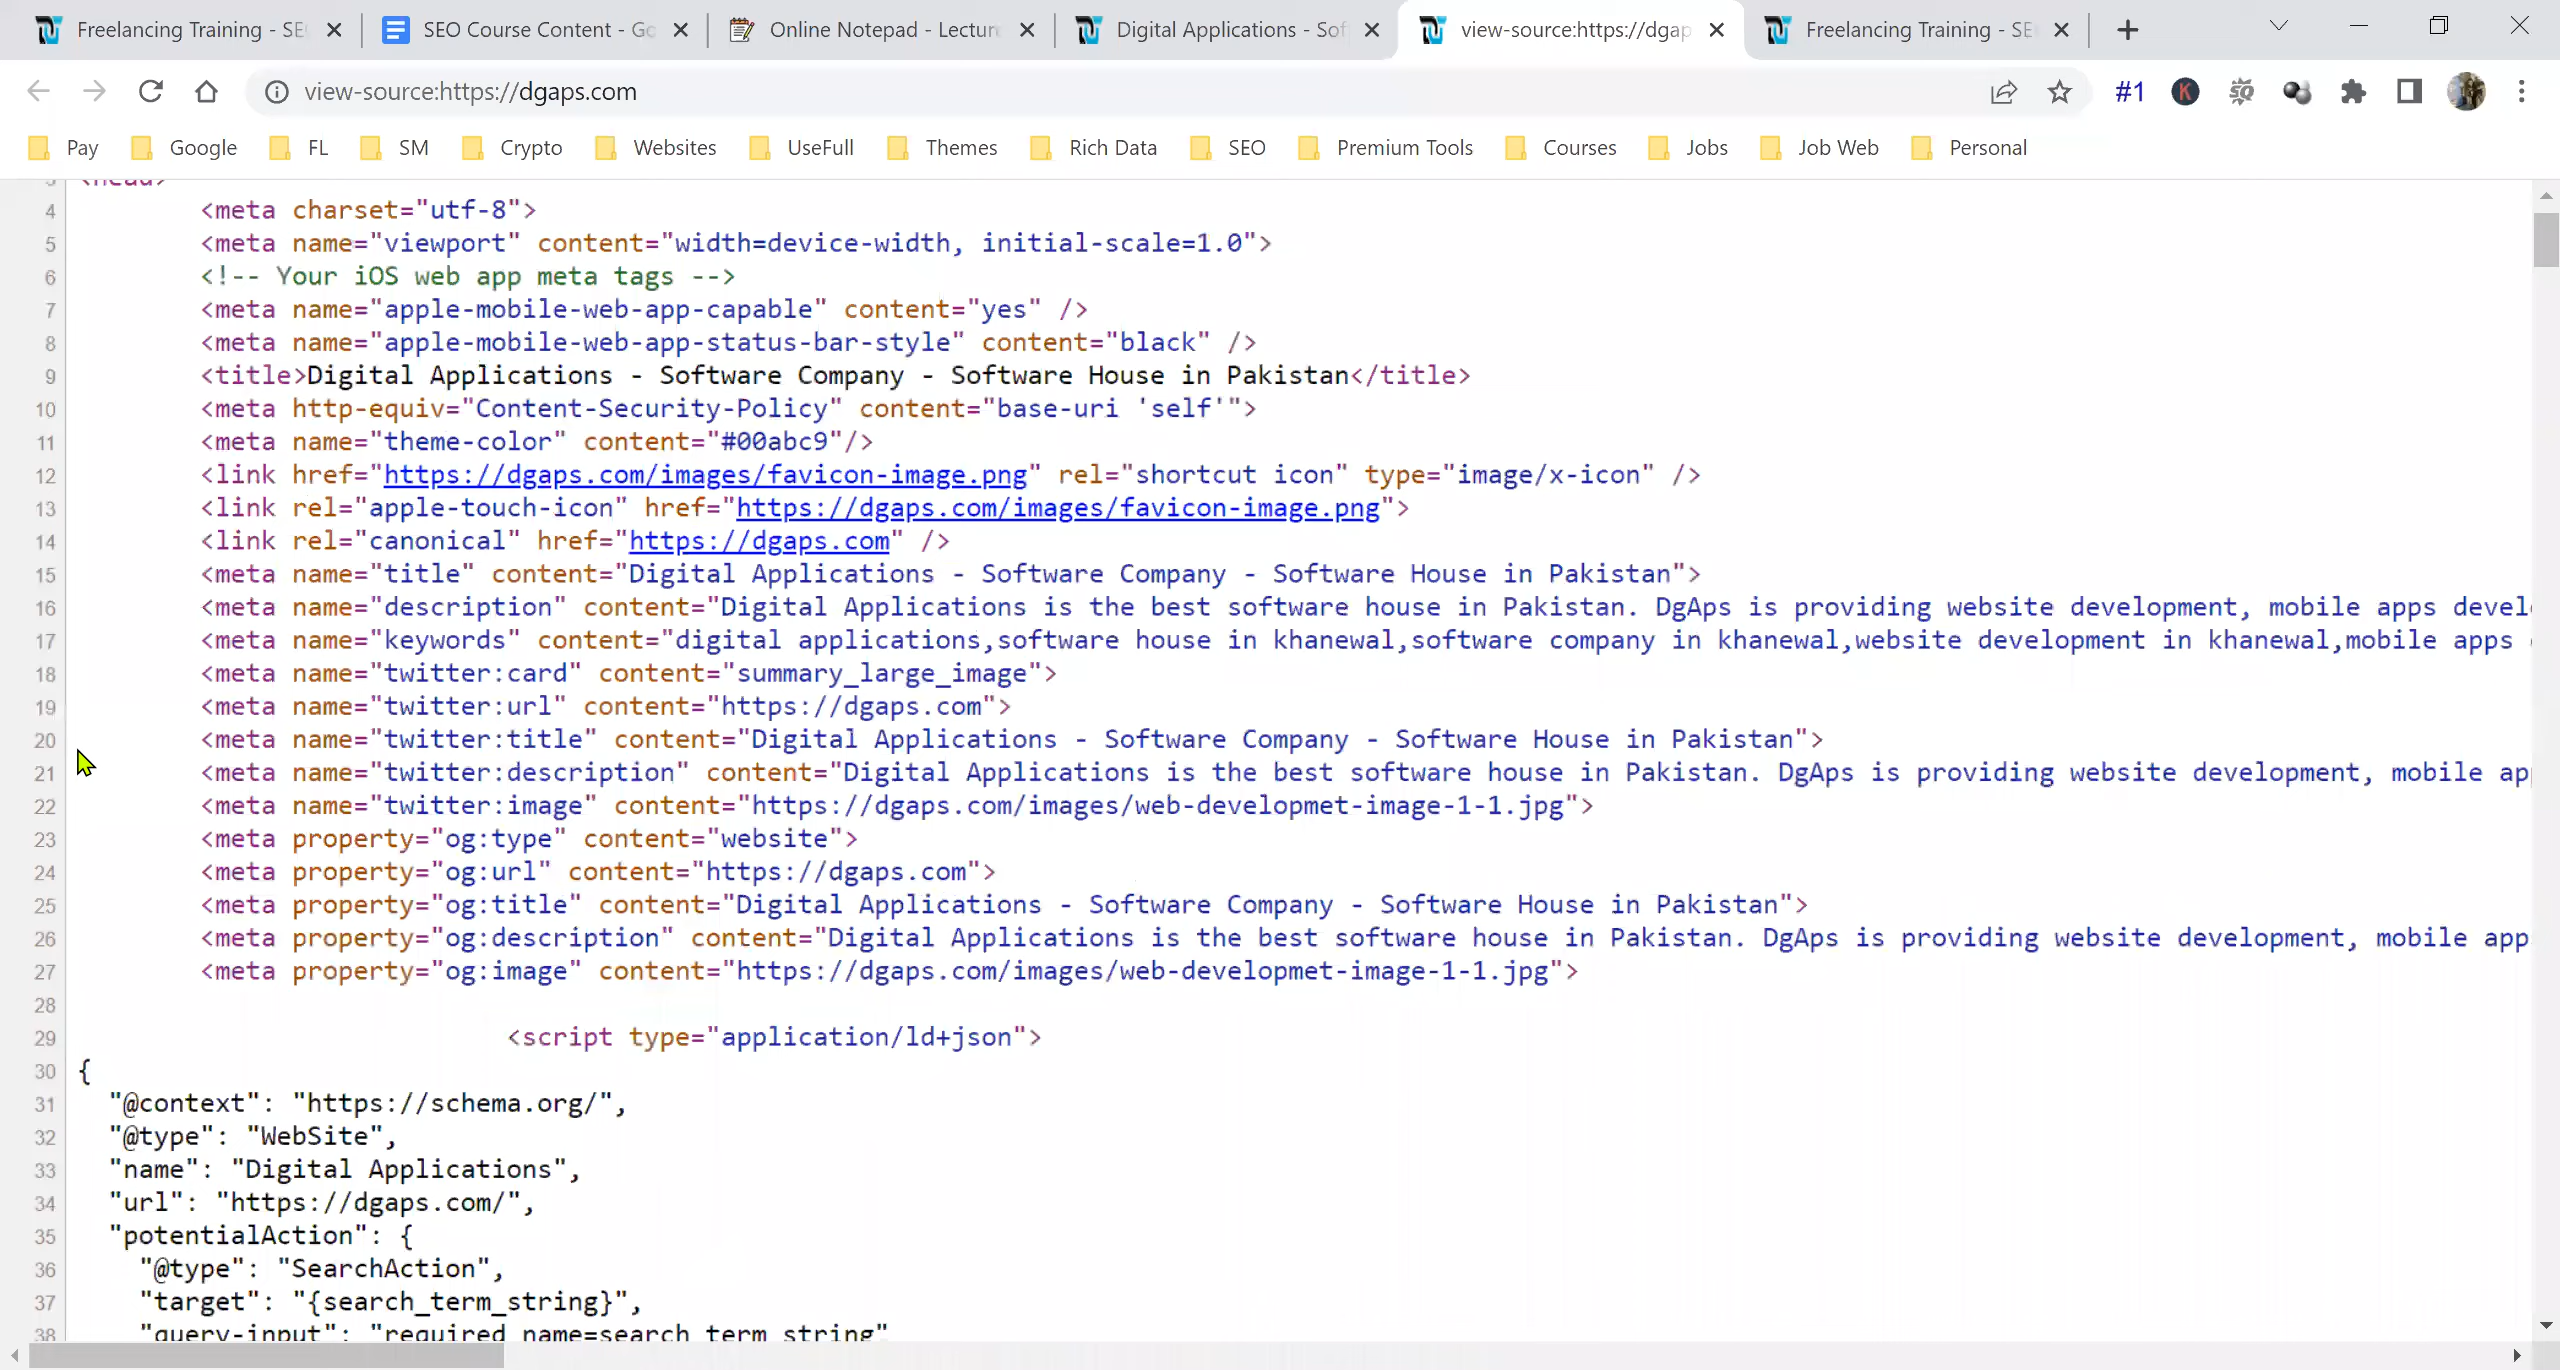 Freelancing Training - SE
SEO Course Content - Go
Online Notepad - Lectur
Digital Applications - Sof
view-source:https://dgap
Freelancing Training - SE
view-source:https://dgaps.com
#1
K
SQ
Pay
Google
FL
SM
Crypto
Websites
UseFull
Themes
Rich Data
SEO
Premium Tools
Courses
Jobs
Job Web
Personal
3 <head>
4 <meta charset="utf-8">
5 <meta name="viewport" content="width=device-width, initial-scale=1.0">
6 <!-- Your iOS web app meta tags -->
7 <meta name="apple-mobile-web-app-capable" content="yes" />
8 <meta name="apple-mobile-web-app-status-bar-style" content="black" />
9 <title>Digital Applications - Software Company - Software House in Pakistan</title>
10 <meta http-equiv="Content-Security-Policy" content="base-uri 'self'">
11 <meta name="theme-color" content="#00abc9"/>
12 <link href="https://dgaps.com/images/favicon-image.png" rel="shortcut icon" type="image/x-icon" />
13 <link rel="apple-touch-icon" href="https://dgaps.com/images/favicon-image.png">
14 <link rel="canonical" href="https://dgaps.com" />
15 <meta name="title" content="Digital Applications - Software Company - Software House in Pakistan">
16 <meta name="description" content="Digital Applications is the best software house in Pakistan. DgAps is providing website development, mobile apps devel
17 <meta name="keywords" content="digital applications,software house in khanewal,software company in khanewal,website development in khanewal,mobile apps
18 <meta name="twitter:card" content="summary_large_image">
19 <meta name="twitter:url" content="https://dgaps.com">
20 <meta name="twitter:title" content="Digital Applications - Software Company - Software House in Pakistan">
21 <meta name="twitter:description" content="Digital Applications is the best software house in Pakistan. DgAps is providing website development, mobile ap
22 <meta name="twitter:image" content="https://dgaps.com/images/web-developmet-image-1-1.jpg">
23 <meta property="og:type" content="website">
24 <meta property="og:url" content="https://dgaps.com">
25 <meta property="og:title" content="Digital Applications - Software Company - Software House in Pakistan">
26 <meta property="og:description" content="Digital Applications is the best software house in Pakistan. DgAps is providing website development, mobile app
27 <meta property="og:image" content="https://dgaps.com/images/web-developmet-image-1-1.jpg">
28
29 <script type="application/ld+json">
30 {
31 "@context": "https://schema.org/",
32 "@type": "WebSite",
33 "name": "Digital Applications",
34 "url": "https://dgaps.com/",
35 "potentialAction": {
36 "@type": "SearchAction",
37 "target": "{search_term_string}",
38 "query-input": "required name=search_term_string"